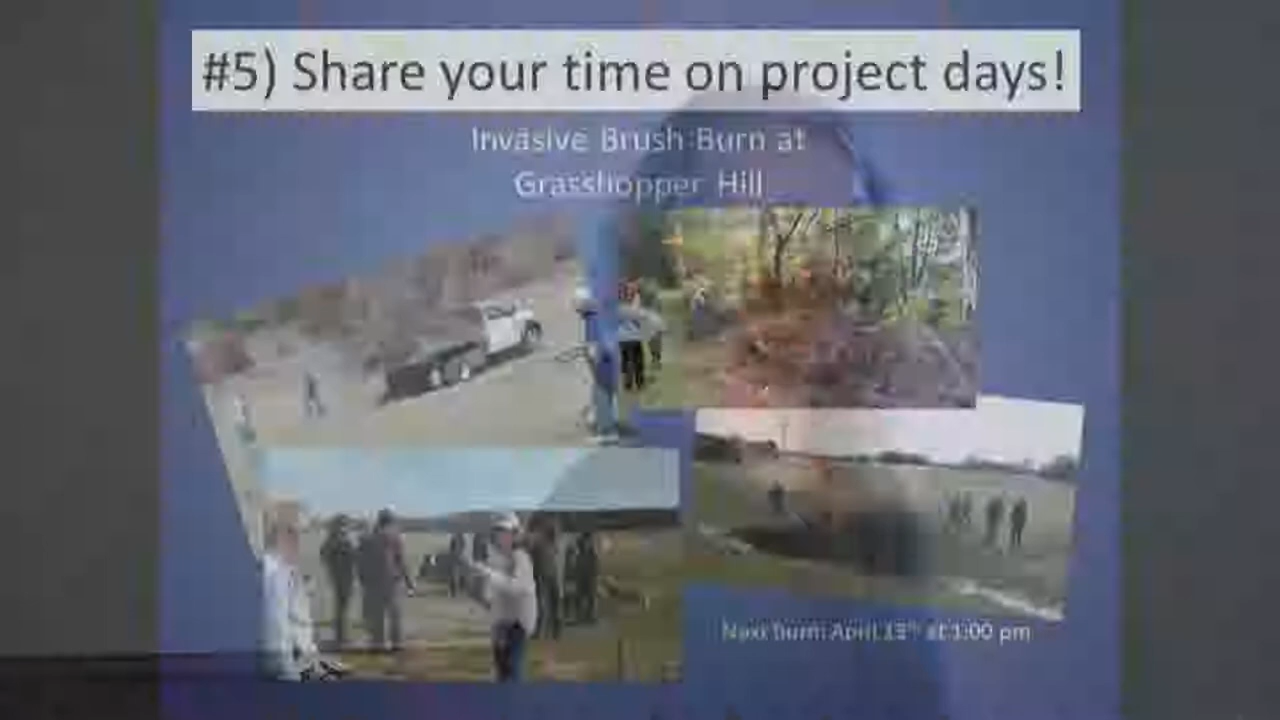 #5) Share your time on project days!
Invasive Brush Burn at
Grasshopper Hill
Next burn: April 13th at 1:00 pm